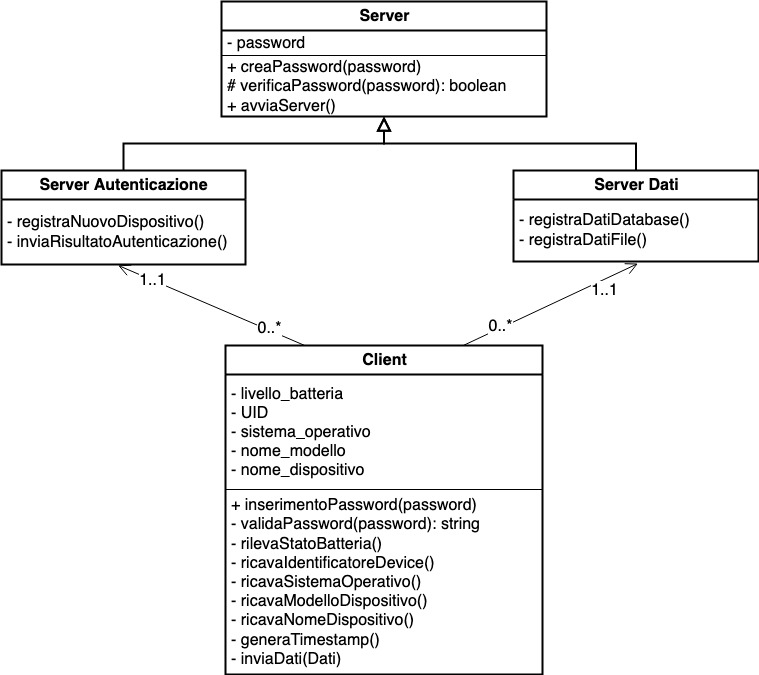 Server
- password
+ creaPassword(password)
# verificaPassword(password): boolean
+ avviaServer()
Server Autenticazione
- registraNuovoDispositivo()
- inviaRisultatoAutenticazione()
Server Dati
- registraDatiDatabase()
- registraDatiFile()
1..1
1..1
0..*
0..*
Client
- livello_batteria
- UID
- sistema_operativo
- nome_modello
- nome_dispositivo
+ inserimentoPassword(password)
- validaPassword(password): string
- rilevaStatoBatteria()
- ricavaIdentificatoreDevice()
- ricavaSistemaOperativo()
- ricavaModelloDispositivo()
- ricavaNomeDispositivo()
- generaTimestamp()
- inviaDati(Dati)